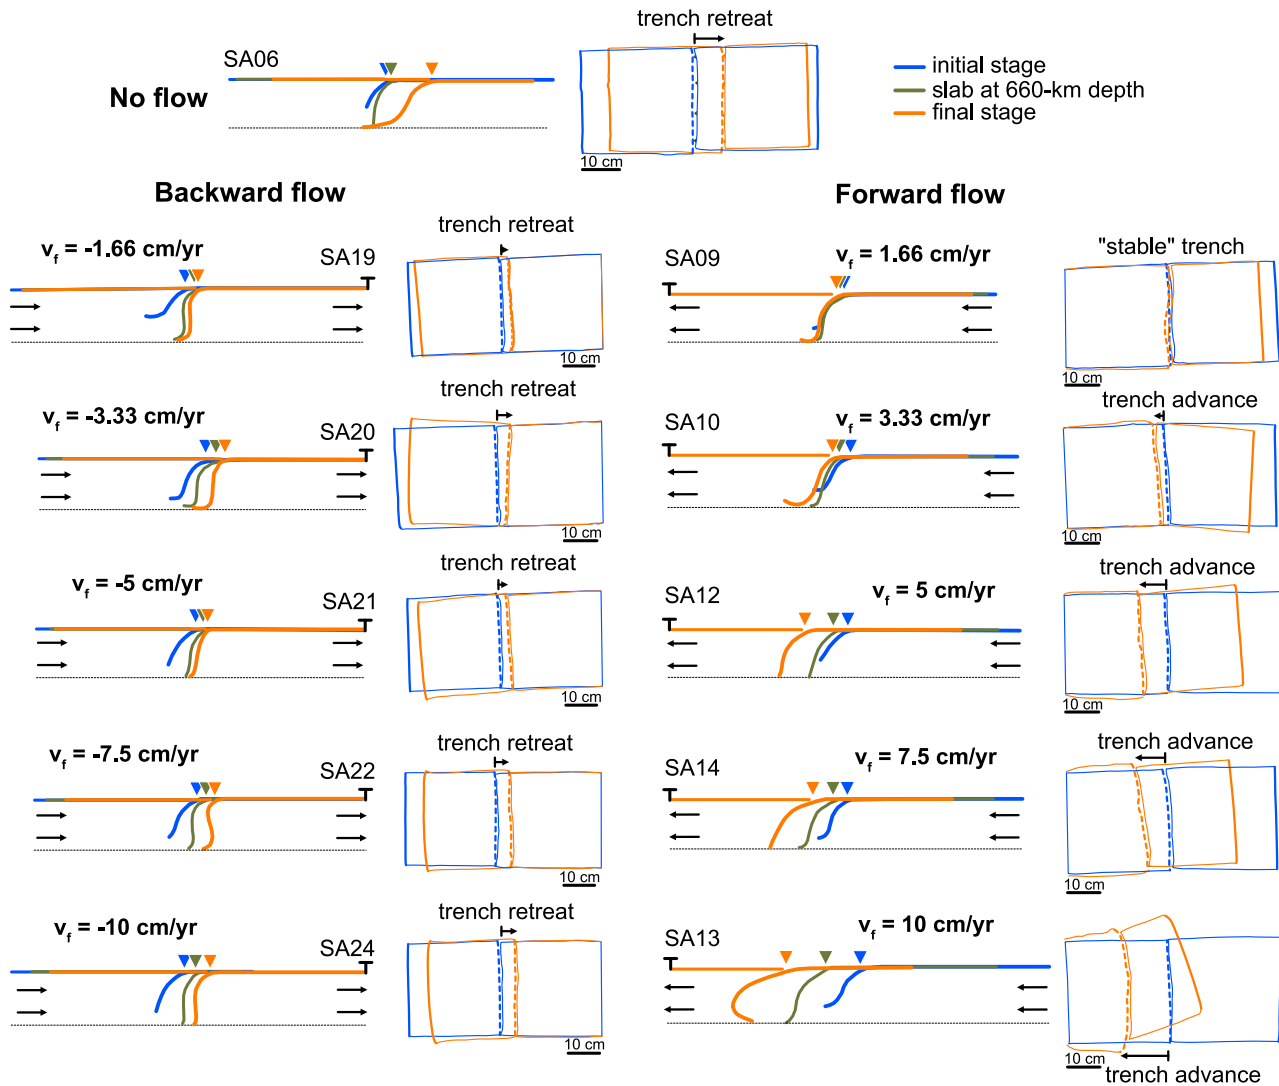 trench retreat
SA06
No flow
initial stage
slab at 660-km depth
final stage
10 cm
Backward flow
Forward flow
v_f = -1.66 cm/yr
SA19
trench retreat
10 cm
SA09
v_f = 1.66 cm/yr
"stable" trench
10 cm
v_f = -3.33 cm/yr
SA20
trench retreat
10 cm
SA10
v_f = 3.33 cm/yr
trench advance
10 cm
v_f = -5 cm/yr
SA21
trench retreat
10 cm
SA12
v_f = 5 cm/yr
trench advance
10 cm
v_f = -7.5 cm/yr
SA22
trench retreat
10 cm
SA14
v_f = 7.5 cm/yr
trench advance
10 cm
v_f = -10 cm/yr
SA24
trench retreat
10 cm
SA13
v_f = 10 cm/yr
10 cm
trench advance